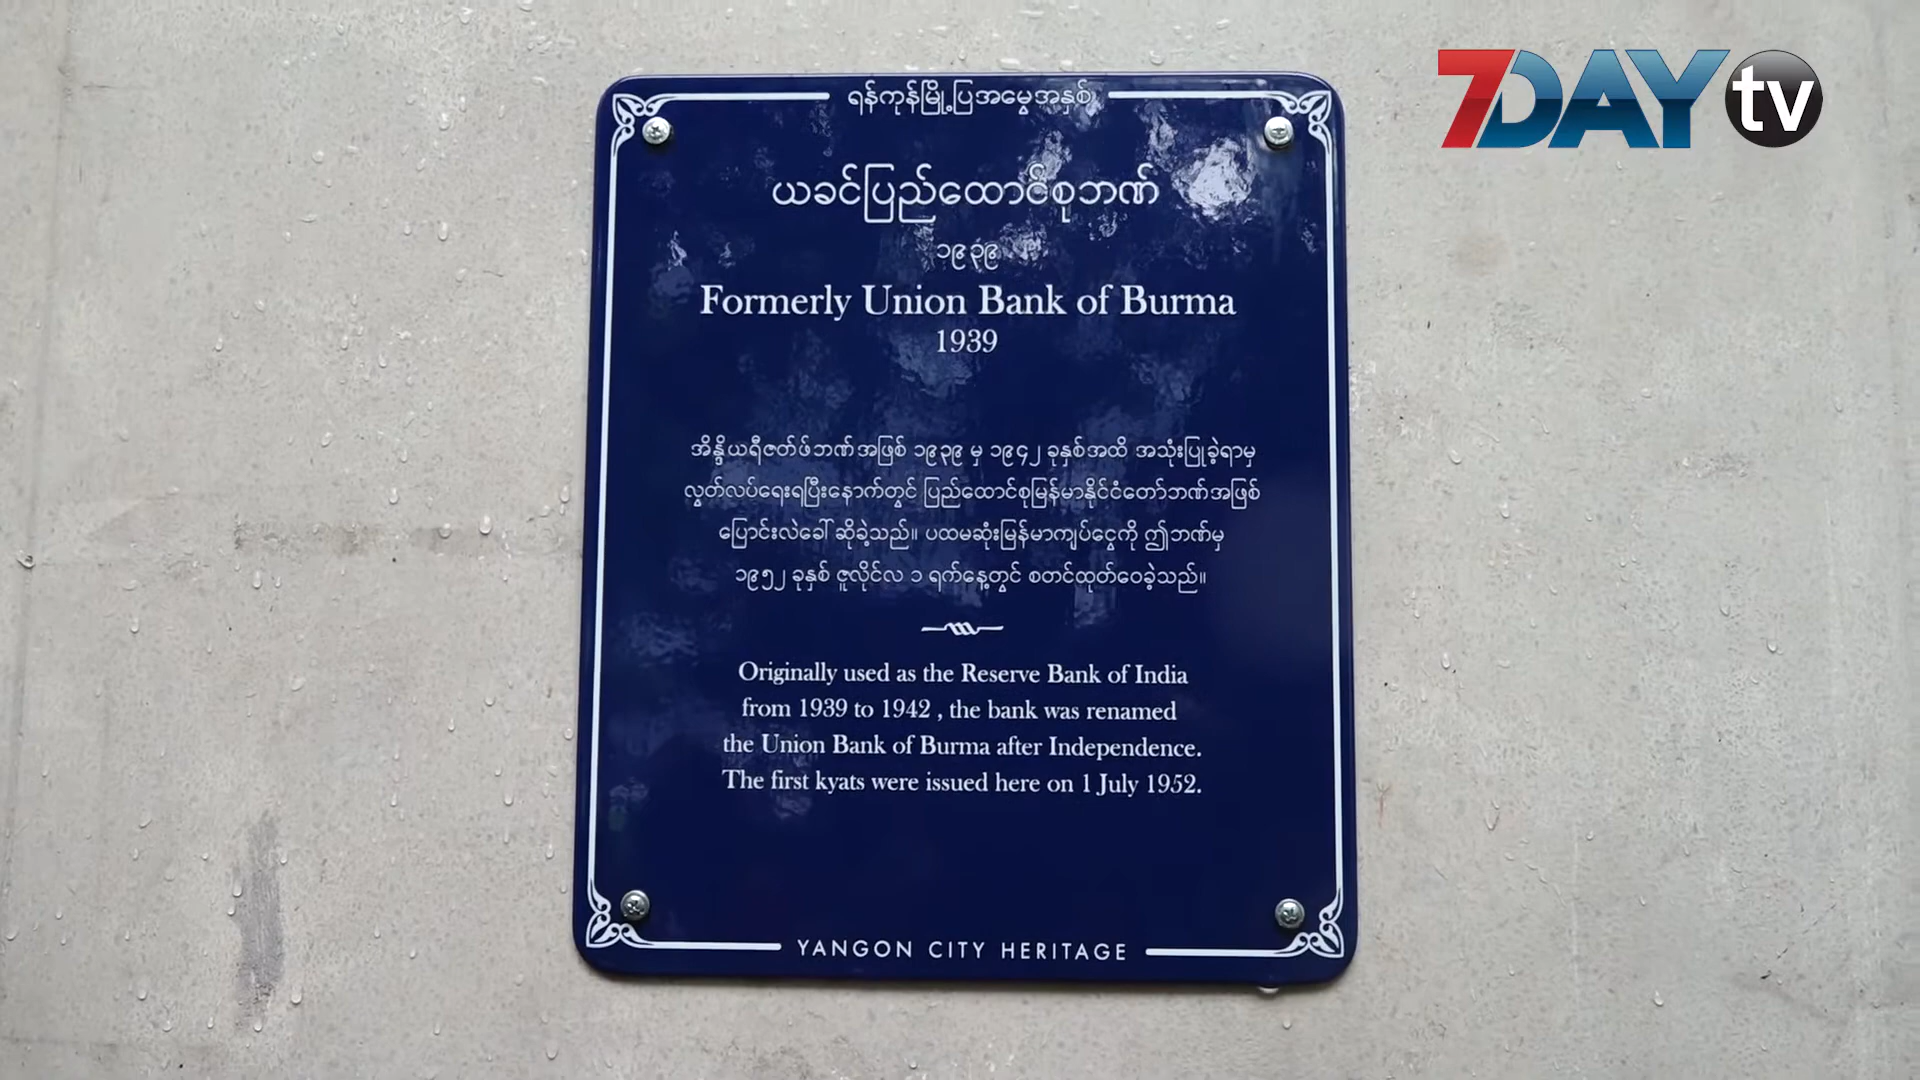 7DAY tv
ရန်ကုန်မြို့ပြအမွေအနှစ်
ယခင်ပြည်ထောင်စုဘဏ်
၁၉၃၉
Formerly Union Bank of Burma
1939
အိန္ဒိယရီဇတ်ဖ်ဘဏ်အဖြစ် ၁၉၃၉ မှ ၁၉၄၂ ခုနှစ်အထိ အသုံးပြုခဲ့ရာမှ
လွတ်လပ်ရေးရပြီးနောက်တွင် ပြည်ထောင်စုမြန်မာနိုင်ငံတော်ဘဏ်အဖြစ်
ပြောင်းလဲခေါ်ဆိုခဲ့သည်။ ပထမဆုံးမြန်မာကျပ်ငွေကို ဤဘဏ်မှ
၁၉၅၂ ခုနှစ် ဇူလိုင်လ ၁ ရက်နေ့တွင် စတင်ထုတ်ဝေခဲ့သည်။
Originally used as the Reserve Bank of India
from 1939 to 1942 , the bank was renamed
the Union Bank of Burma after Independence.
The first kyats were issued here on 1 July 1952.
YANGON CITY HERITAGE